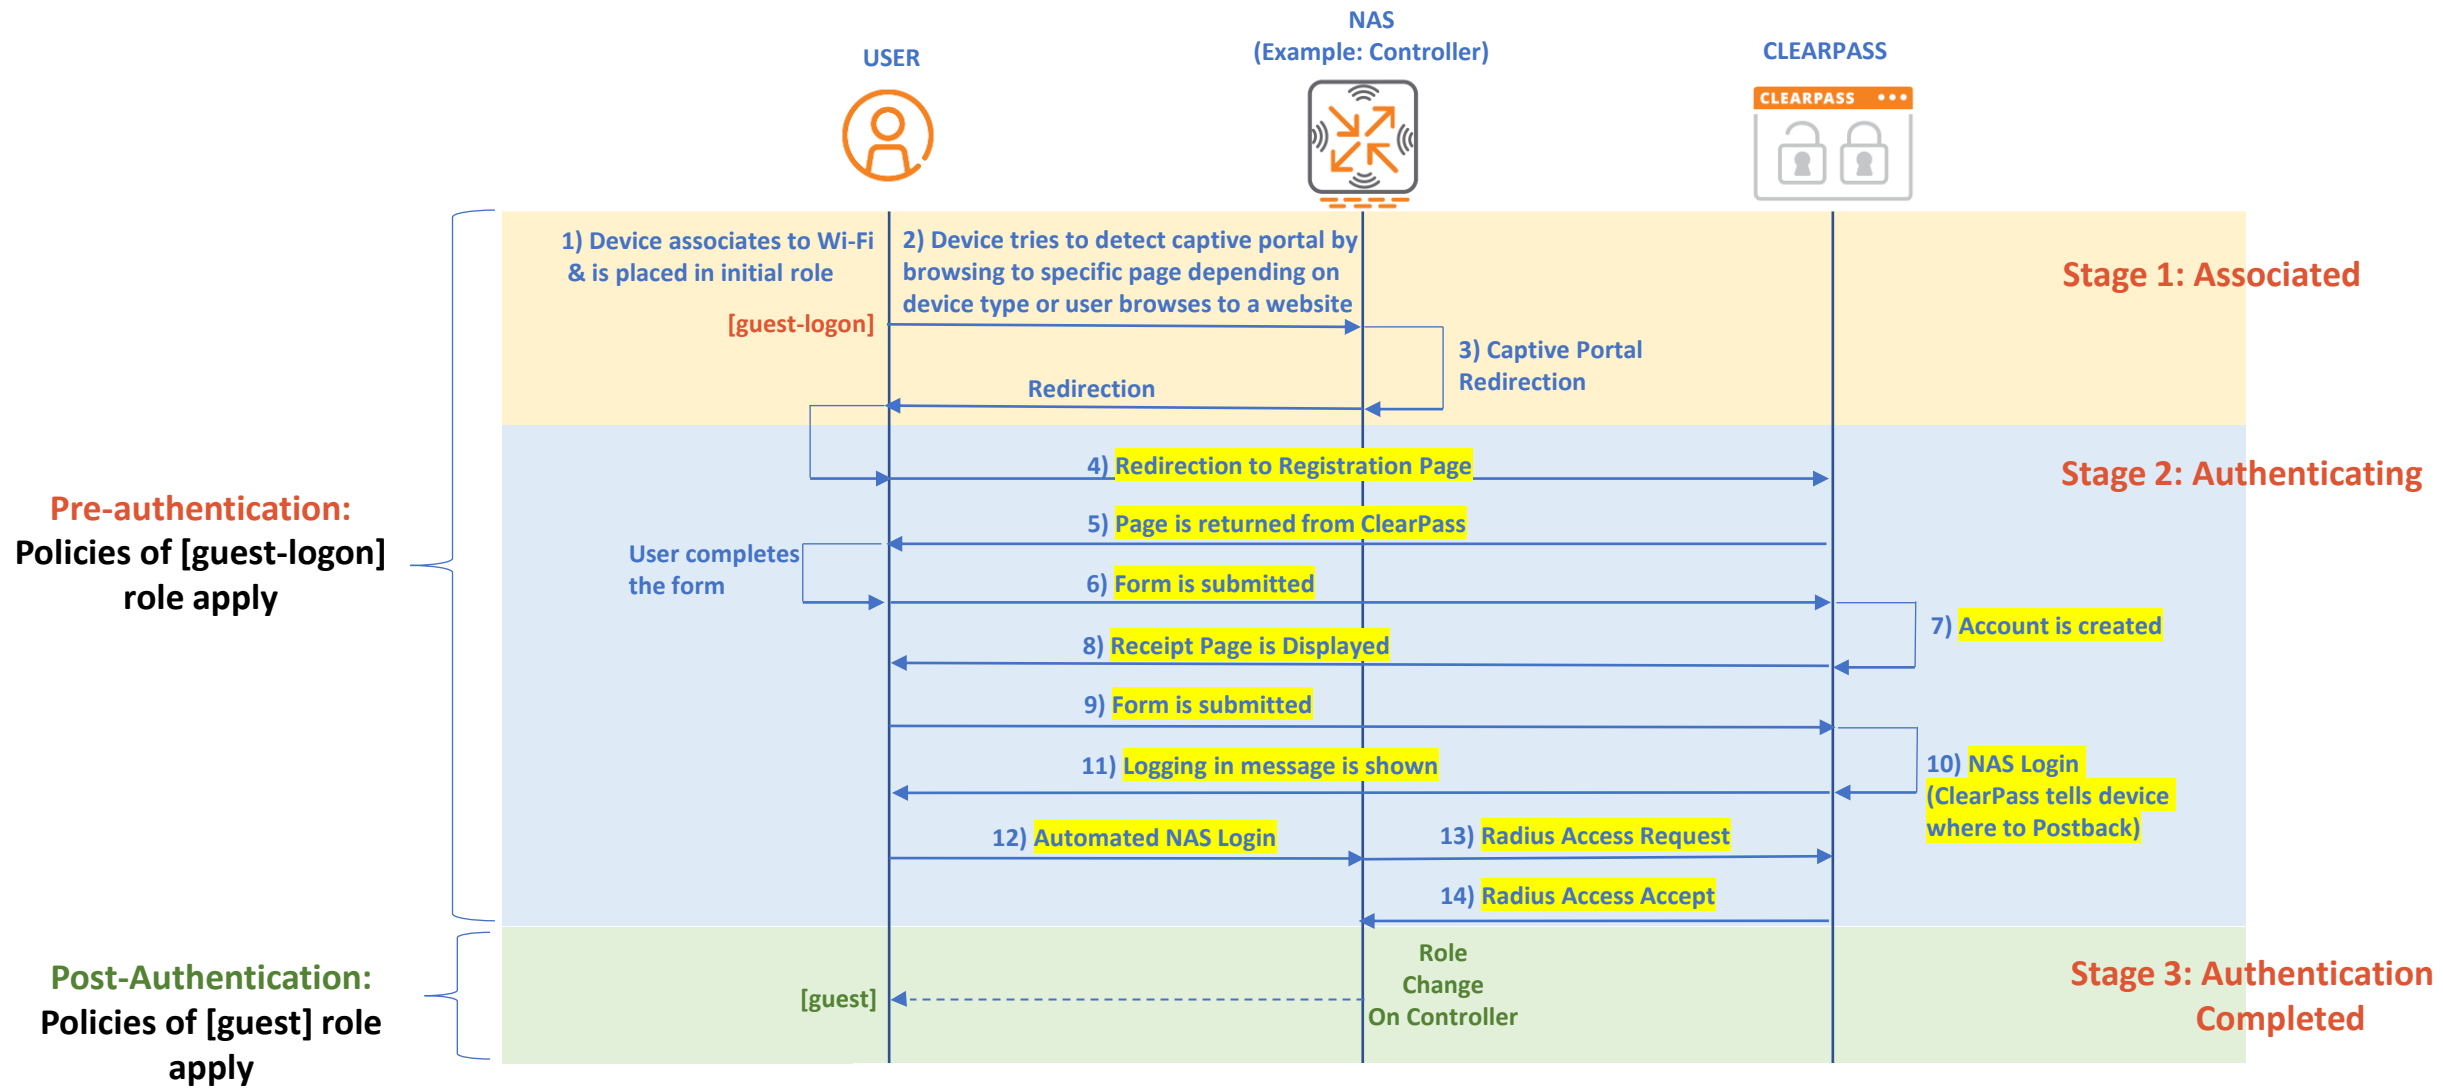 NAS
(Example: Controller)
USER
CLEARPASS
CLEARPASS
1) Device associates to Wi-Fi
& is placed in initial role
[guest-logon]
2) Device tries to detect captive portal by
browsing to specific page depending on
device type or user browses to a website
Stage 1: Associated
3) Captive Portal
Redirection
Redirection
4) Redirection to Registration Page
Stage 2: Authenticating
Pre-authentication:
Policies of [guest-logon]
role apply
5) Page is returned from ClearPass
User completes
the form
6) Form is submitted
7) Account is created
8) Receipt Page is Displayed
9) Form is submitted
10) NAS Login
(ClearPass tells device
where to Postback)
11) Logging in message is shown
12) Automated NAS Login
13) Radius Access Request
14) Radius Access Accept
Post-Authentication:
Policies of [guest] role
apply
[guest]
Role
Change
On Controller
Stage 3: Authentication
Completed